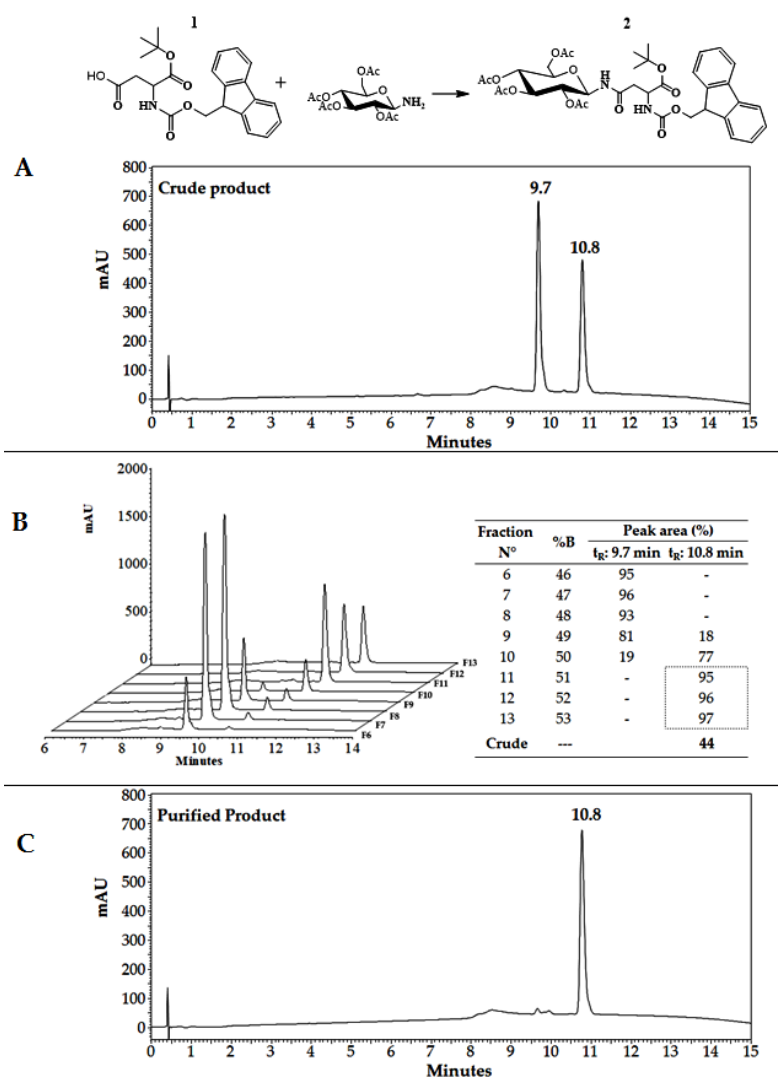 1
2
HO
O
O
O
NH
O
O
+
OAc
AcO
AcO
OAc
O
NH2
OAc
AcO
AcO
OAc
O
H
N
O
O
O
NH
O
O
A
Crude product
9.7
10.8
mAU
800
700
600
500
400
300
200
100
0
0 1 2 3 4 5 6 7 8 9 10 11 12 13 14 15
Minutes
B
mAU
2000
1500
1000
500
0
F13
F12
F11
F10
F9
F8
F7
F6
6 7 8 9 10 11 12 13 14
Minutes
Fraction N° %B Peak area (%)
tR: 9.7 min tR: 10.8 min
6 46 95 -
7 47 96 -
8 48 93 -
9 49 81 18
10 50 19 77
11 51 - 95
12 52 - 96
13 53 - 97
Crude --- 44
C
Purified Product
10.8
mAU
800
700
600
500
400
300
200
100
0
0 1 2 3 4 5 6 7 8 9 10 11 12 13 14 15
Minutes